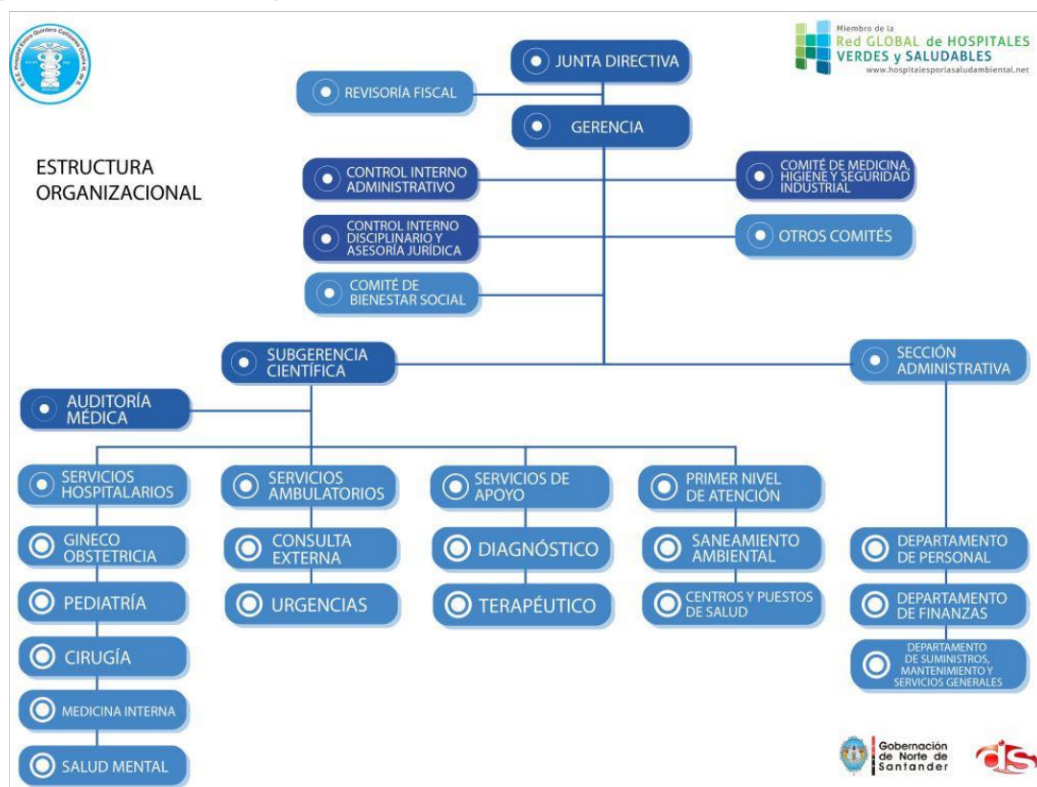 Miembro de la
Red GLOBAL de HOSPITALES
VERDES y SALUDABLES
www.hospitalesporlasaludambiental.net
JUNTA DIRECTIVA
REVISORÍA FISCAL
GERENCIA
ESTRUCTURA
ORGANIZACIONAL
CONTROL INTERNO
ADMINISTRATIVO
COMITÉ DE MEDICINA,
HIGIENE Y SEGURIDAD
INDUSTRIAL
CONTROL INTERNO
DISCIPLINARIO Y
ASESORÍA JURÍDICA
OTROS COMITÉS
COMITÉ DE
BIENESTAR SOCIAL
SUBGERENCIA
CIENTÍFICA
SECCIÓN
ADMINISTRATIVA
AUDITORÍA
MÉDICA
SERVICIOS
HOSPITALARIOS
SERVICIOS
AMBULATORIOS
SERVICIOS DE
APOYO
PRIMER NIVEL
DE ATENCIÓN
GINECO
OBSTETRICIA
CONSULTA
EXTERNA
DIAGNÓSTICO
SANEAMIENTO
AMBIENTAL
DEPARTAMENTO
DE PERSONAL
PEDIATRÍA
URGENCIAS
TERAPÉUTICO
CENTROS Y PUESTOS
DE SALUD
DEPARTAMENTO
DE FINANZAS
CIRUGÍA
DEPARTAMENTO
DE SUMINISTROS,
MANTENIMIENTO Y
SERVICIOS GENERALES
MEDICINA INTERNA
SALUD MENTAL
Gobernación
de Norte de
Santander
ds